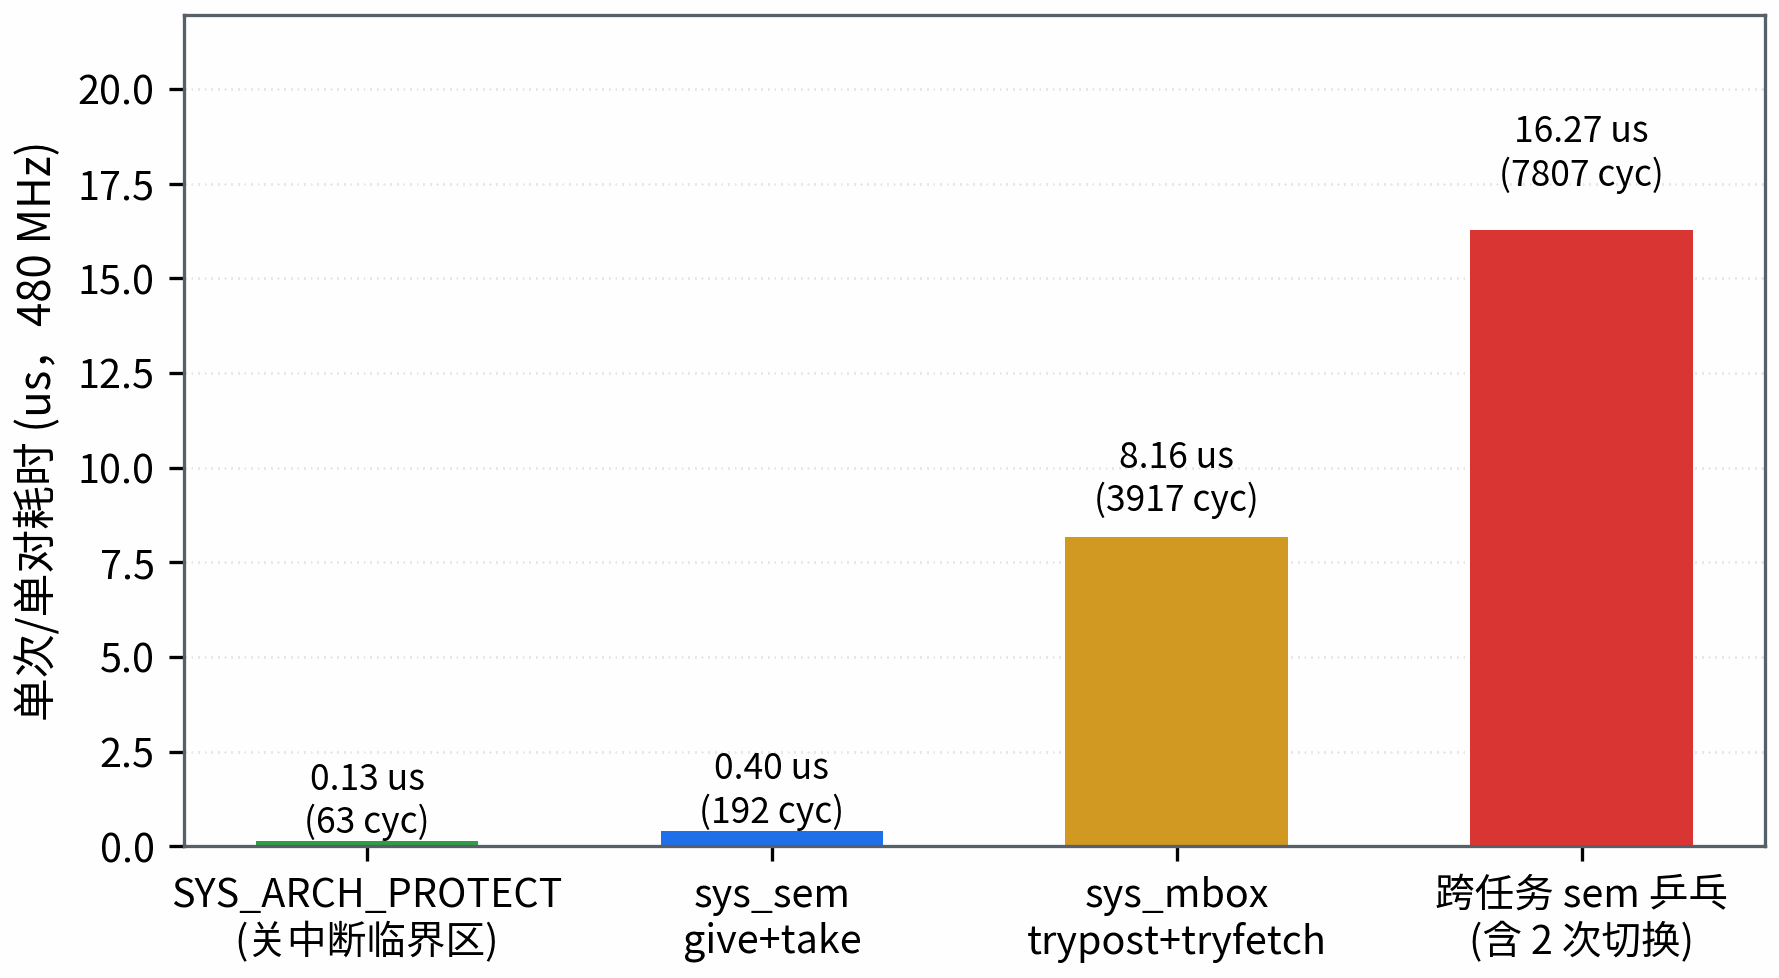 单次/单对耗时 (us，480 MHz)
20.0
17.5
15.0
12.5
10.0
7.5
5.0
2.5
0.0
0.13 us
(63 cyc)
0.40 us
(192 cyc)
8.16 us
(3917 cyc)
16.27 us
(7807 cyc)
SYS_ARCH_PROTECT
(关中断临界区)
sys_sem
give+take
sys_mbox
trypost+tryfetch
跨任务 sem 乒乓
(含 2 次切换)